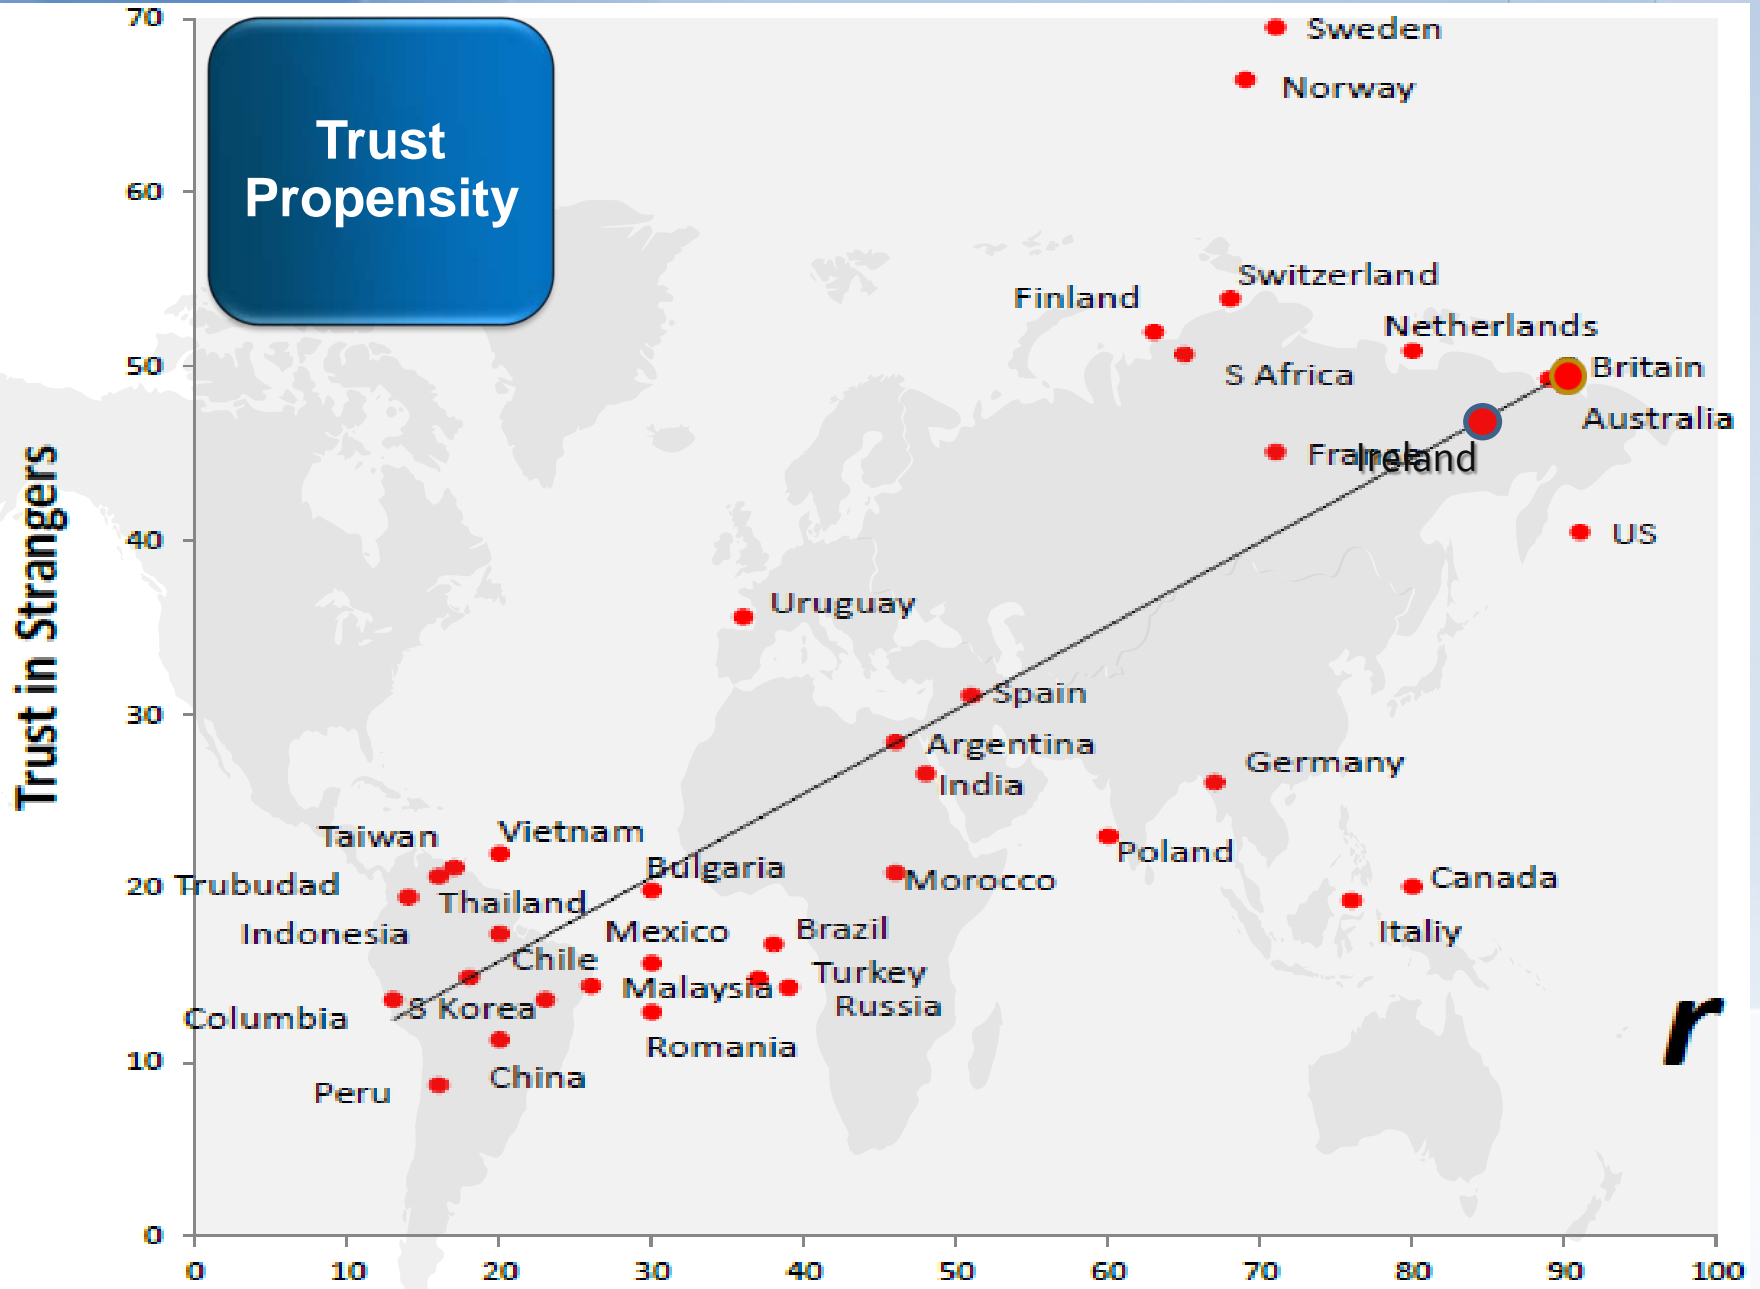 70
Sweden
Trust
Propensity
Norway
60
Switzerland
Finland
Netherlands
50
Britain
S Africa
Australia
France
Ireland
Trust in Strangers
40
US
Uruguay
30
Spain
Argentina
Germany
India
Taiwan
Vietnam
Bulgaria
Poland
20
Trubudad
Thailand
Morocco
Canada
Indonesia
Mexico
Brazil
Italiy
Chile
Malaysia
Turkey
Columbia
S Korea
Russia
r
10
Romania
Peru
China
0
0 10 20 30 40 50 60 70 80 90 100